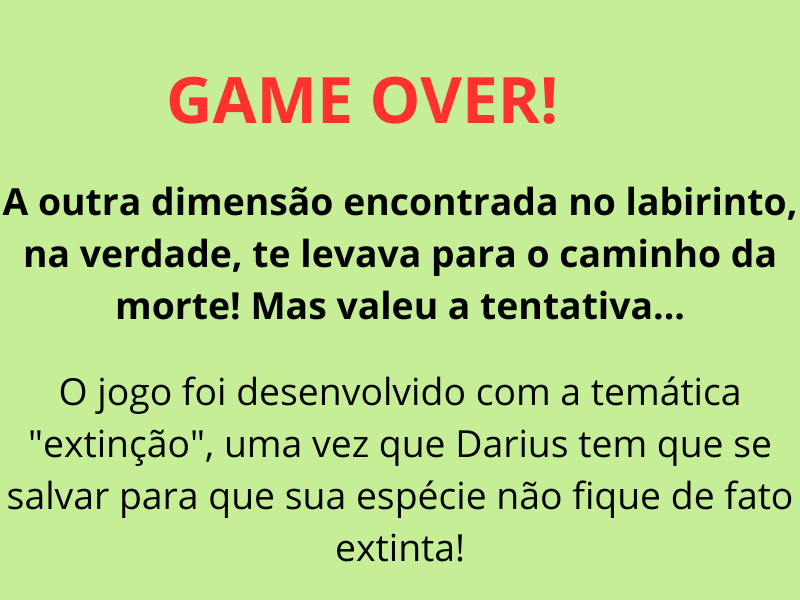 GAME OVER!
A outra dimensão encontrada no labirinto,
na verdade, te levava para o caminho da
morte! Mas valeu a tentativa...
O jogo foi desenvolvido com a temática
"extinção", uma vez que Darius tem que se
salvar para que sua espécie não fique de fato
extinta!